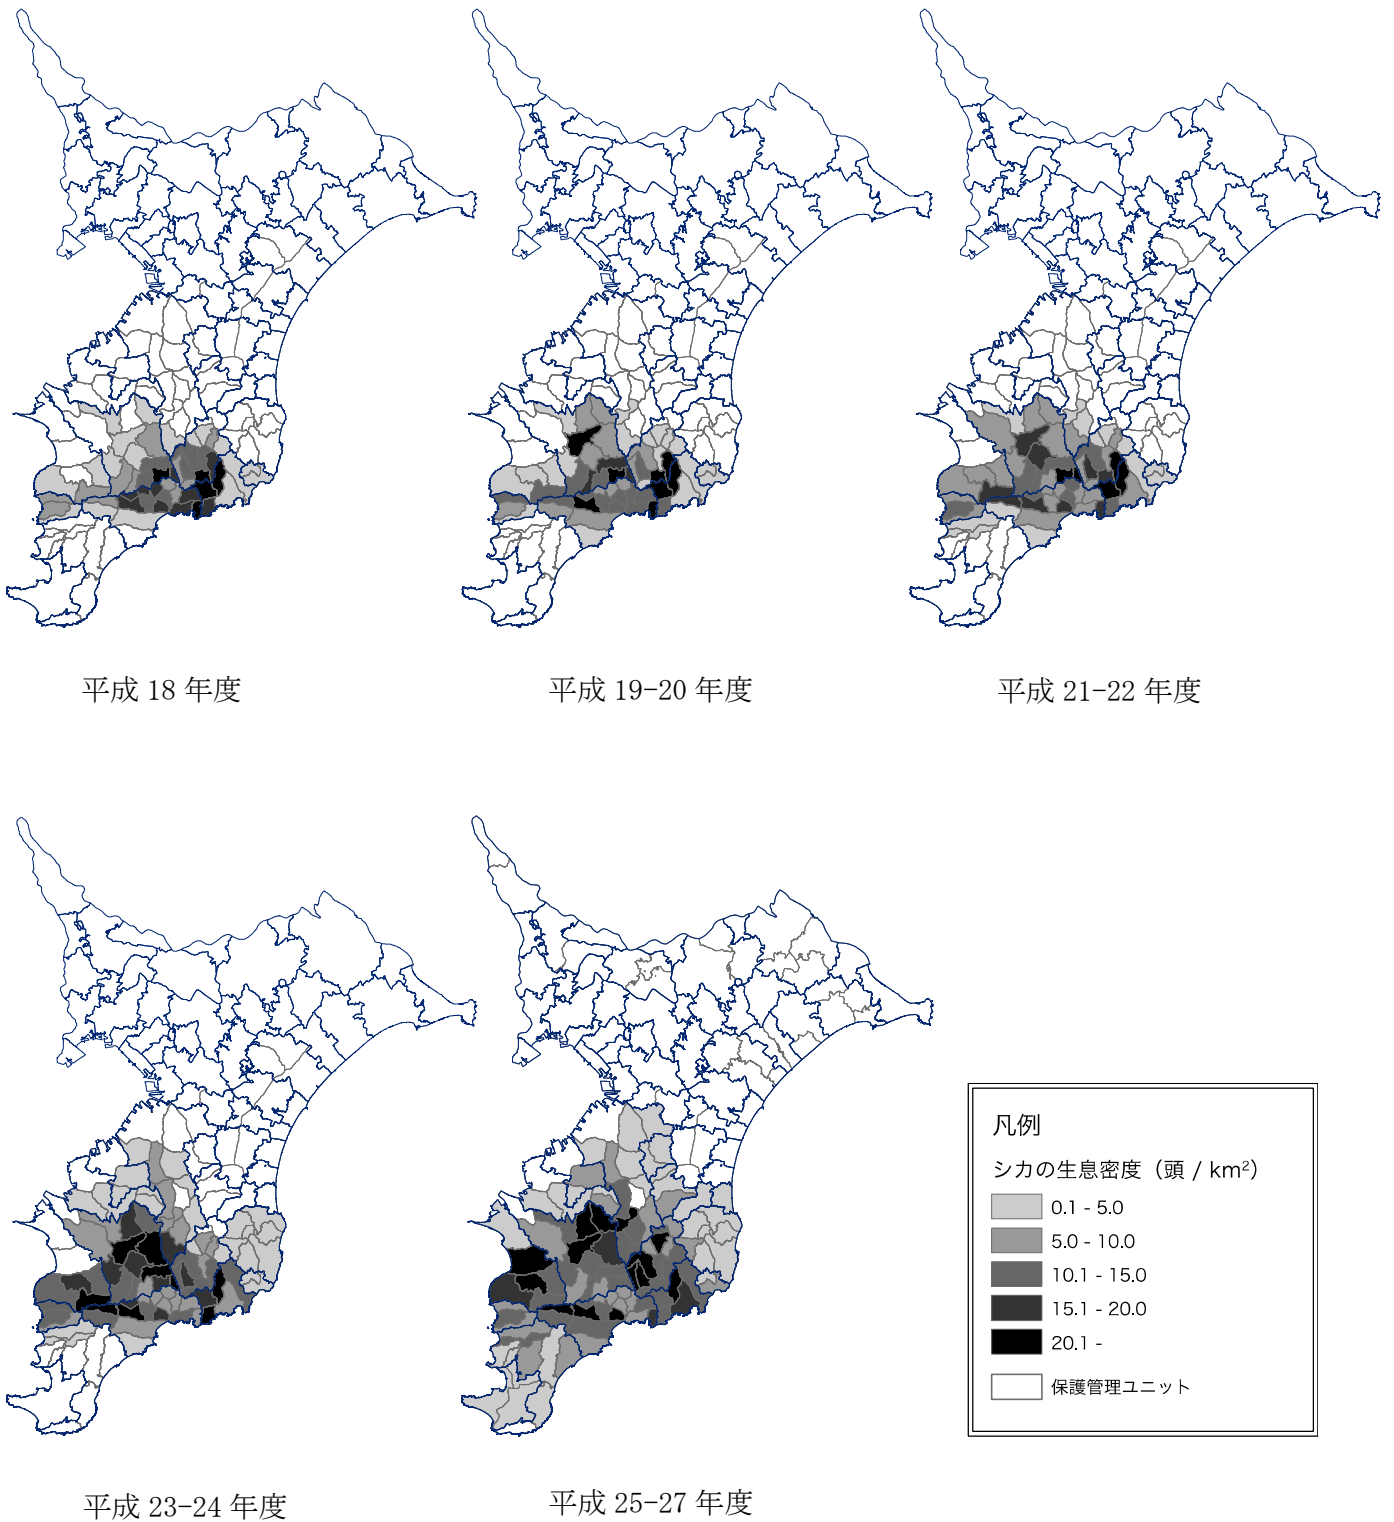 平成 18 年度
平成 19-20 年度
平成 21-22 年度
平成 23-24 年度
平成 25-27 年度
凡例
シカの生息密度（頭 / km²）
0.1 - 5.0
5.0 - 10.0
10.1 - 15.0
15.1 - 20.0
20.1 -
保護管理ユニット